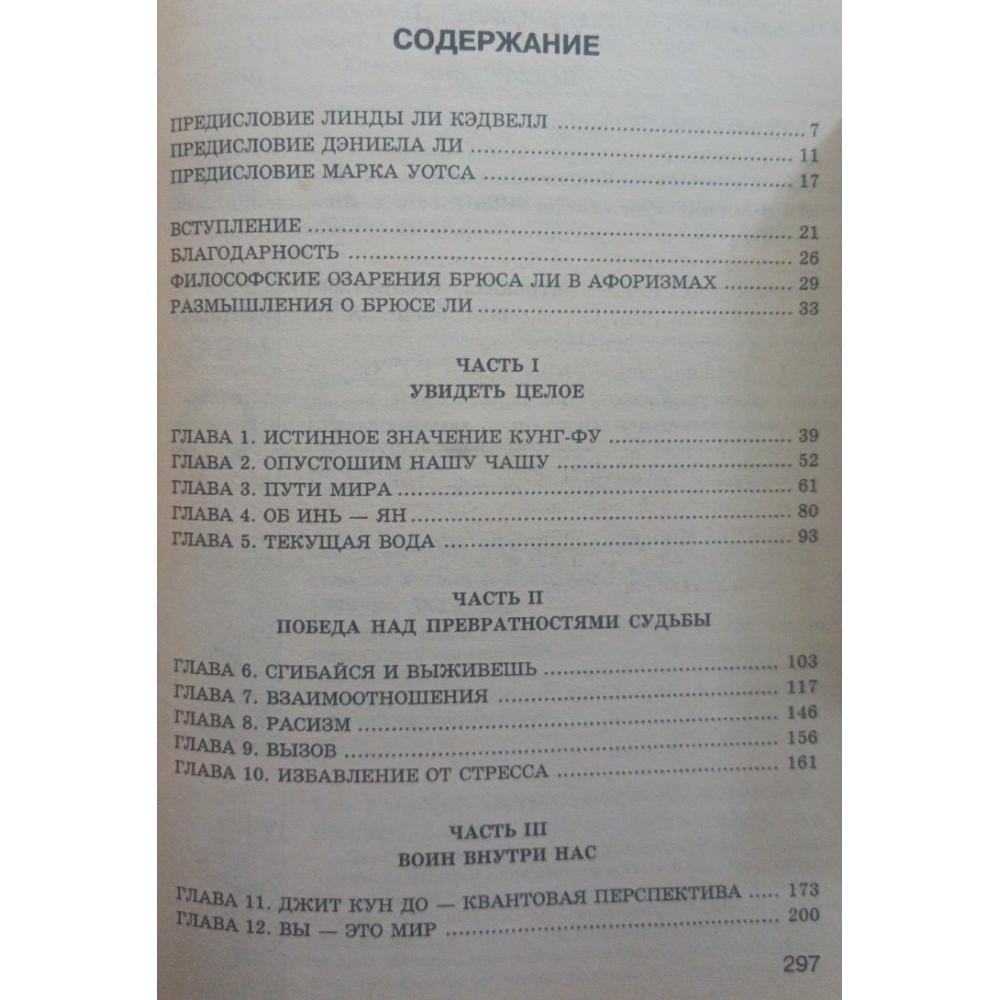 СОДЕРЖАНИЕ
ПРЕДИСЛОВИЕ ЛИНДЫ ЛИ КЭДВЕЛЛ ........ 7
ПРЕДИСЛОВИЕ ДЭНИЕЛА ЛИ ........ 11
ПРЕДИСЛОВИЕ МАРКА УОТСА ........ 17
ВСТУПЛЕНИЕ ........ 21
БЛАГОДАРНОСТЬ ........ 26
ФИЛОСОФСКИЕ ОЗАРЕНИЯ БРЮСА ЛИ В АФОРИЗМАХ ........ 29
РАЗМЫШЛЕНИЯ О БРЮСЕ ЛИ ........ 33
ЧАСТЬ I
УВИДЕТЬ ЦЕЛОЕ
ГЛАВА 1. ИСТИННОЕ ЗНАЧЕНИЕ КУНГ-ФУ ........ 39
ГЛАВА 2. ОПУСТОШИМ НАШУ ЧАШУ ........ 52
ГЛАВА 3. ПУТИ МИРА ........ 61
ГЛАВА 4. ОБ ИНЬ — ЯН ........ 80
ГЛАВА 5. ТЕКУЩАЯ ВОДА ........ 93
ЧАСТЬ II
ПОБЕДА НАД ПРЕВРАТНОСТЯМИ СУДЬБЫ
ГЛАВА 6. СГИБАЙСЯ И ВЫЖИВЕШЬ ........ 103
ГЛАВА 7. ВЗАИМООТНОШЕНИЯ ........ 117
ГЛАВА 8. РАСИЗМ ........ 146
ГЛАВА 9. ВЫЗОВ ........ 156
ГЛАВА 10. ИЗБАВЛЕНИЕ ОТ СТРЕССА ........ 161
ЧАСТЬ III
ВОИН ВНУТРИ НАС
ГЛАВА 11. ДЖИТ КУН ДО — КВАНТОВАЯ ПЕРСПЕКТИВА ..... 173
ГЛАВА 12. ВЫ — ЭТО МИР ........ 200
297